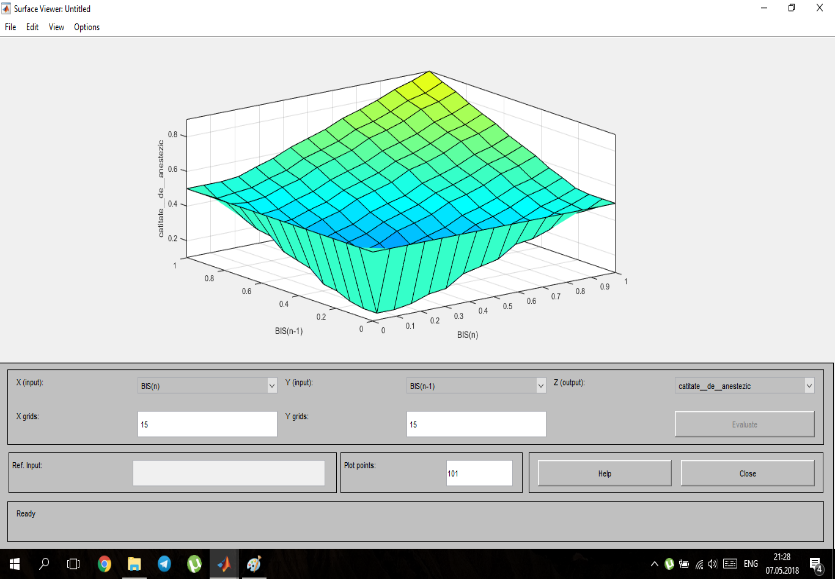 Surface Viewer: Untitled
File Edit View Options
catitate__de__anestezic
0.8
0.6
0.4
0.2
1
0.8
0.6
0.4
0.2
0
BIS(n-1)
0
0.1
0.2
0.3
0.4
0.5
0.6
0.7
0.8
0.9
1
BIS(n)
X (input): BIS(n) Y (input): BIS(n-1) Z (output): catitate__de__anestezic
X grids: 15 Y grids: 15 Evaluate
Ref. Input: Plot points: 101 Help Close
Ready
ENG 21:28
07.05.2018 4